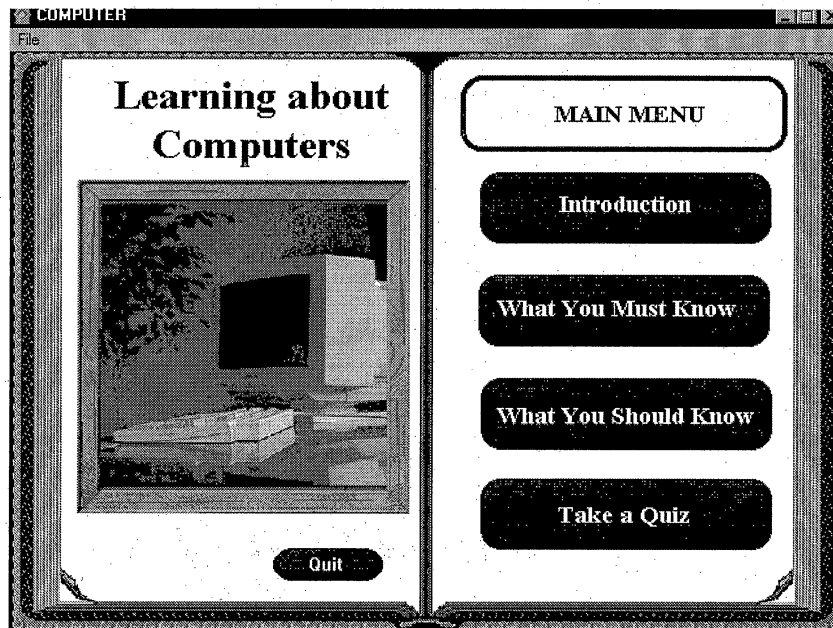 COMPUTER
File
Learning about
Computers
Quit
MAIN MENU
Introduction
What You Must Know
What You Should Know
Take a Quiz